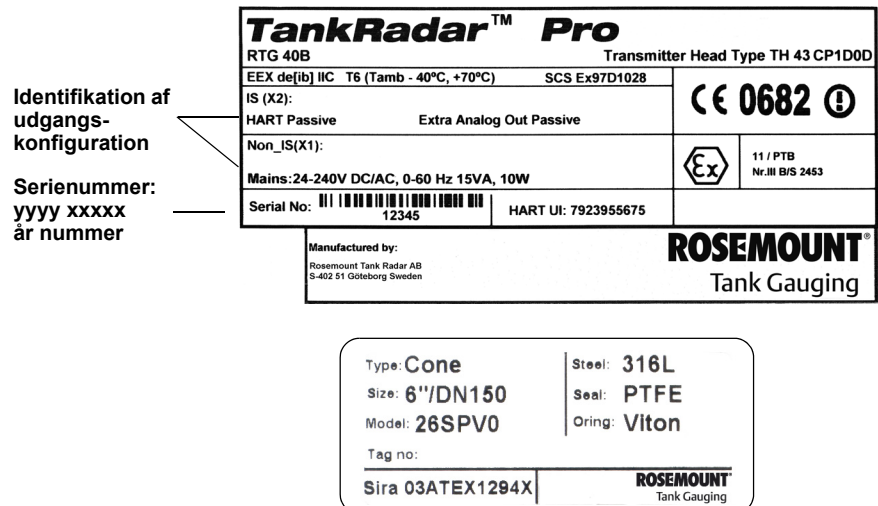 TankRadar™ Pro
RTG 40B Transmitter Head Type TH 43 CP1D0D
EEX de[ib] IIC T6 (Tamb - 40ºC, +70ºC) SCS Ex97D1028
IS (X2):
HART Passive Extra Analog Out Passive
CE 0682
Non_IS(X1):
Mains:24-240V DC/AC, 0-60 Hz 15VA, 10W
Ex
11 / PTB
Nr.III B/S 2453
Serial No:
12345
HART UI: 7923955675
Identifikation af
udgangs-
konfiguration
Serienummer:
yyyy xxxxx
år nummer
Manufactured by:
Rosemount Tank Radar AB
S-402 51 Göteborg Sweden
ROSEMOUNT®
Tank Gauging
Type: Cone
Size: 6"/DN150
Model: 26SPV0
Tag no:
Steel: 316L
Seal: PTFE
Oring: Viton
Sira 03ATEX1294X
ROSEMOUNT®
Tank Gauging